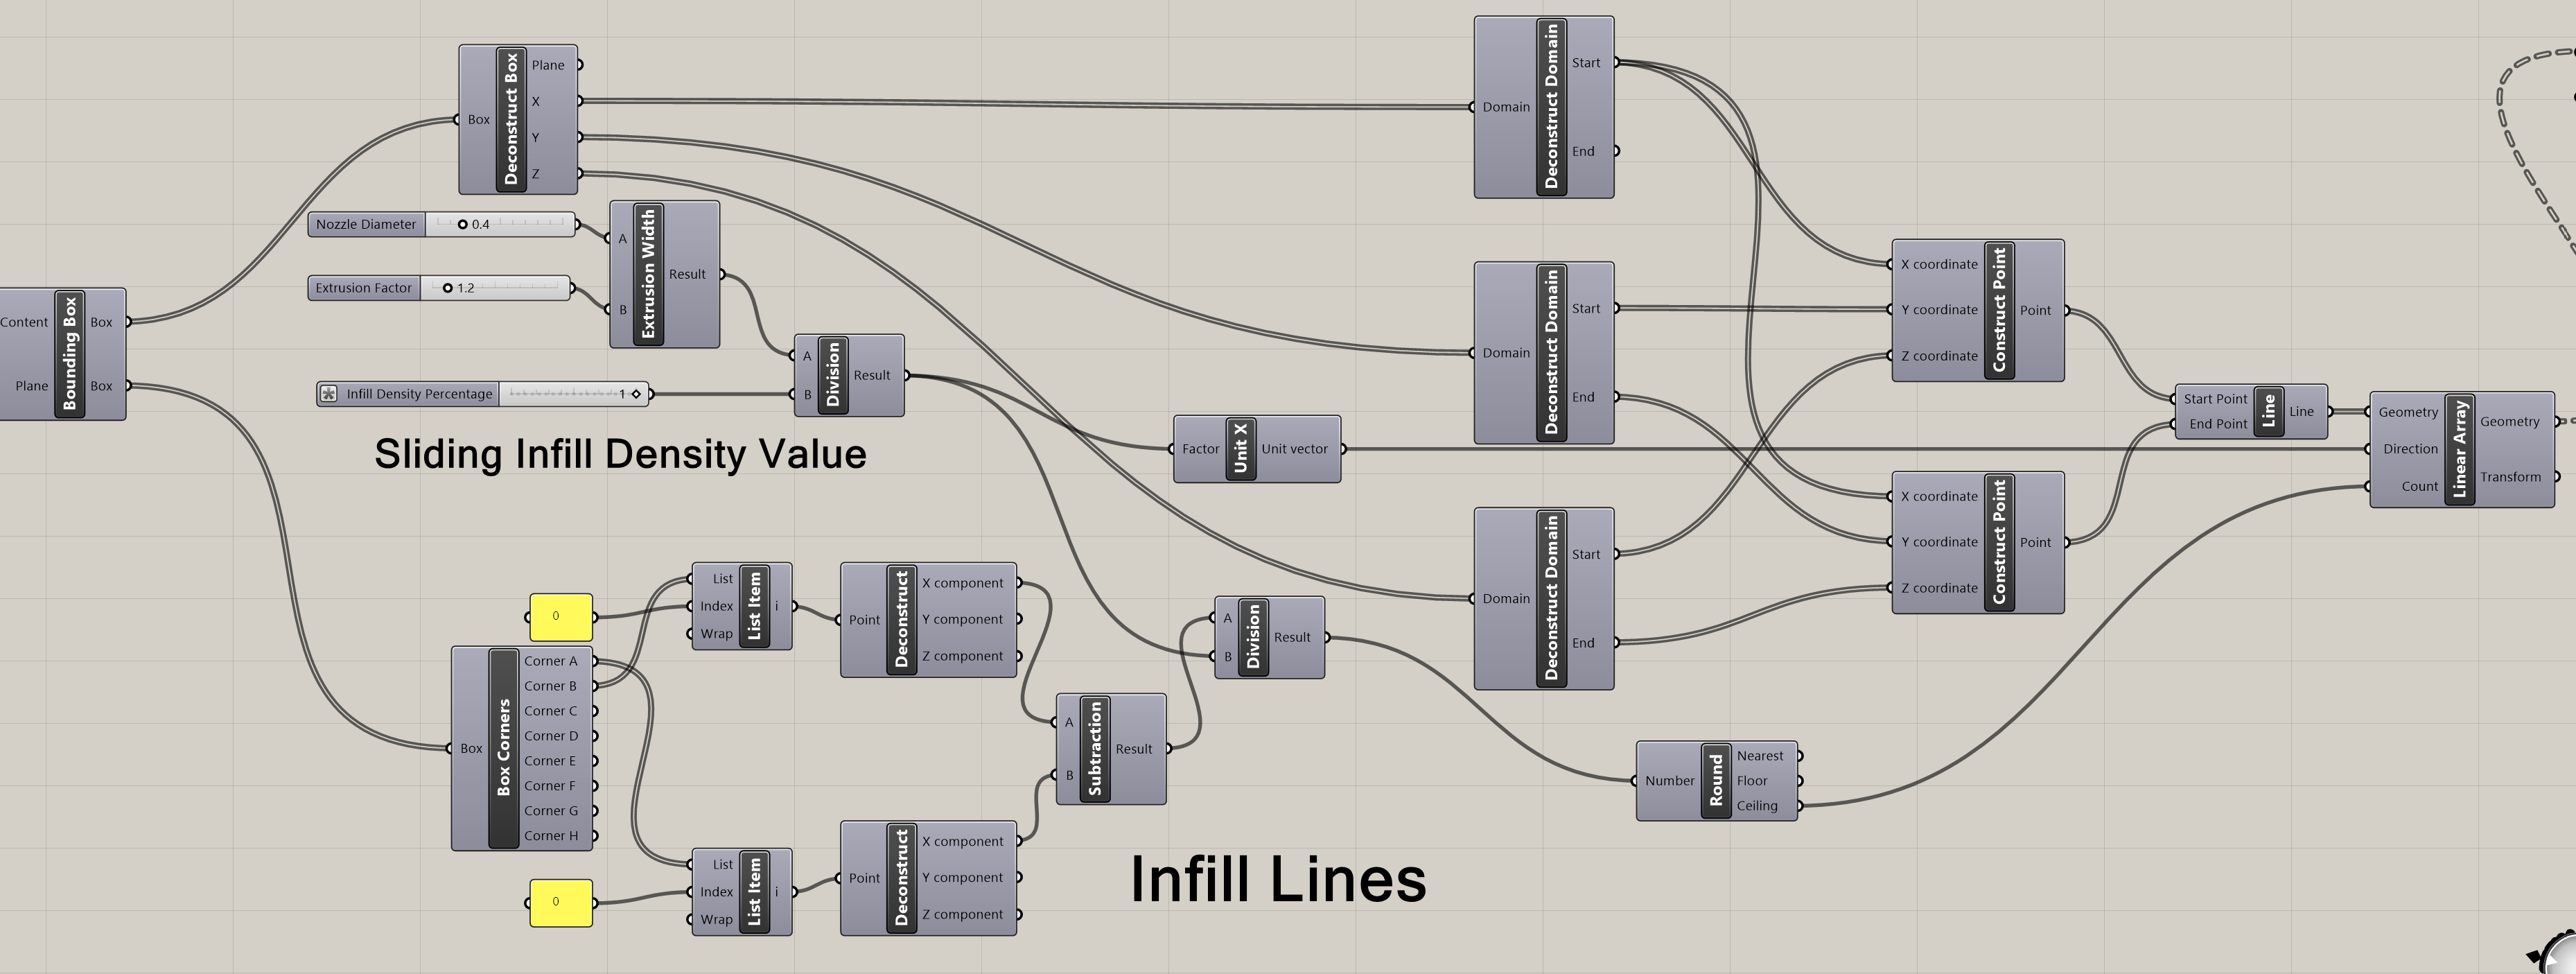 Content
Plane
Bounding Box
Box
Box
Box
Deconstruct Box
Plane
X
Y
Z
Nozzle Diameter
0.4
Extrusion Factor
1.2
A
B
Extrusion Width
Result
Infill Density Percentage
1
A
B
Division
Result
Sliding Infill Density Value
0
Box
Box Corners
Corner A
Corner B
Corner C
Corner D
Corner E
Corner F
Corner G
Corner H
0
List
Index
Wrap
List Item
i
List
Index
Wrap
List Item
i
Point
Deconstruct
X component
Y component
Z component
Point
Deconstruct
X component
Y component
Z component
A
B
Subtraction
Result
A
B
Division
Result
Factor
Unit X
Unit vector
Infill Lines
Domain
Deconstruct Domain
Start
End
Domain
Deconstruct Domain
Start
End
Domain
Deconstruct Domain
Start
End
Number
Round
Nearest
Floor
Ceiling
X coordinate
Y coordinate
Z coordinate
Construct Point
Point
X coordinate
Y coordinate
Z coordinate
Construct Point
Point
Start Point
End Point
Line
Line
Geometry
Direction
Count
Linear Array
Geometry
Transform